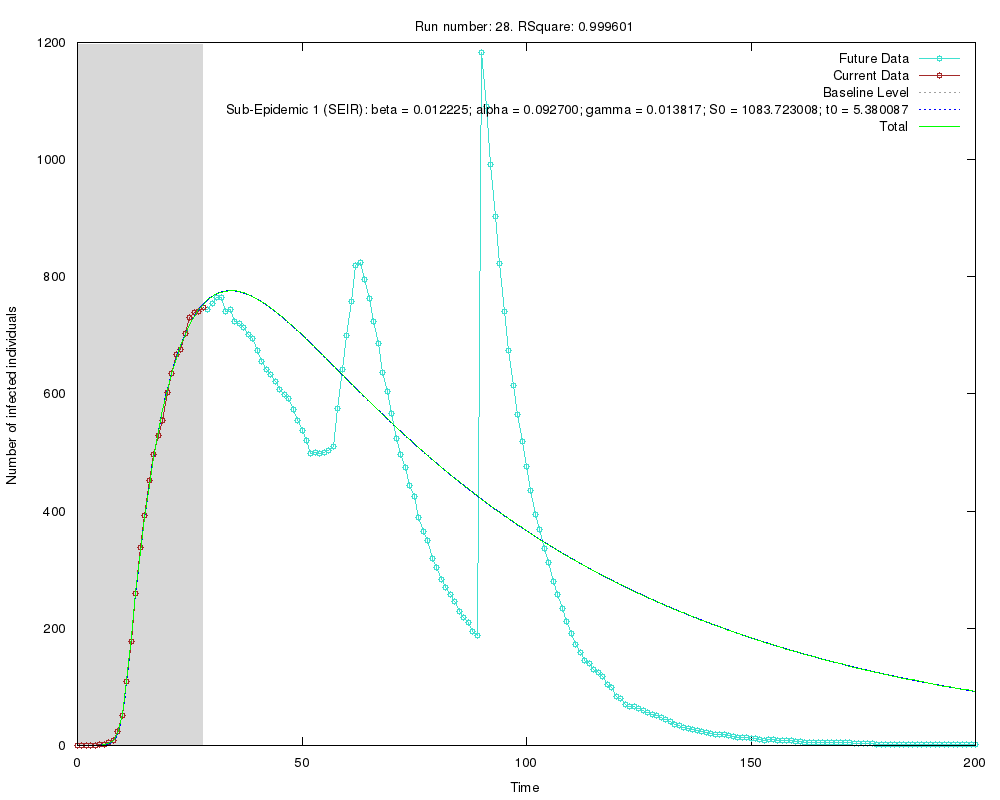 Run number: 28. RSquare: 0.999601
1200
1000
800
600
400
200
0
Number of infected individuals
Future Data
Current Data
Baseline Level
Sub-Epidemic 1 (SEIR): beta = 0.012225; alpha = 0.092700; gamma = 0.013817; S0 = 1083.723008; t0 = 5.380087
Total
0 50 100 150 200
Time